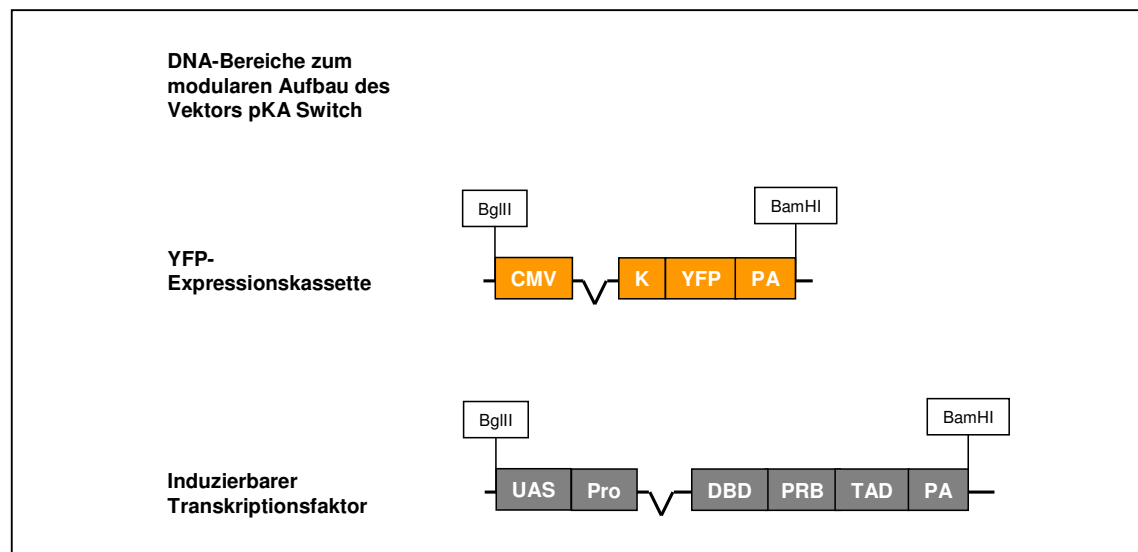 DNA-Bereiche zum
modularen Aufbau des
Vektors pKA Switch
BglII
BamHI
YFP-
Expressionskassette
CMV
K
YFP
PA
BglII
BamHI
Induzierbarer
Transkriptionsfaktor
UAS
Pro
DBD
PRB
TAD
PA